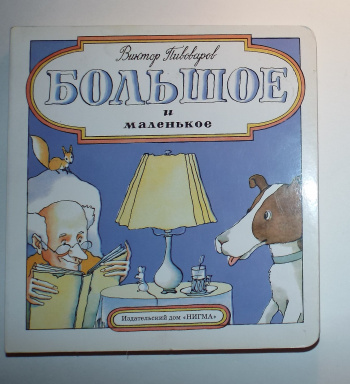 Виктор Пивоваров
БОЛЬШОЕ
и
маленькое
Издательский дом «НИГМА»